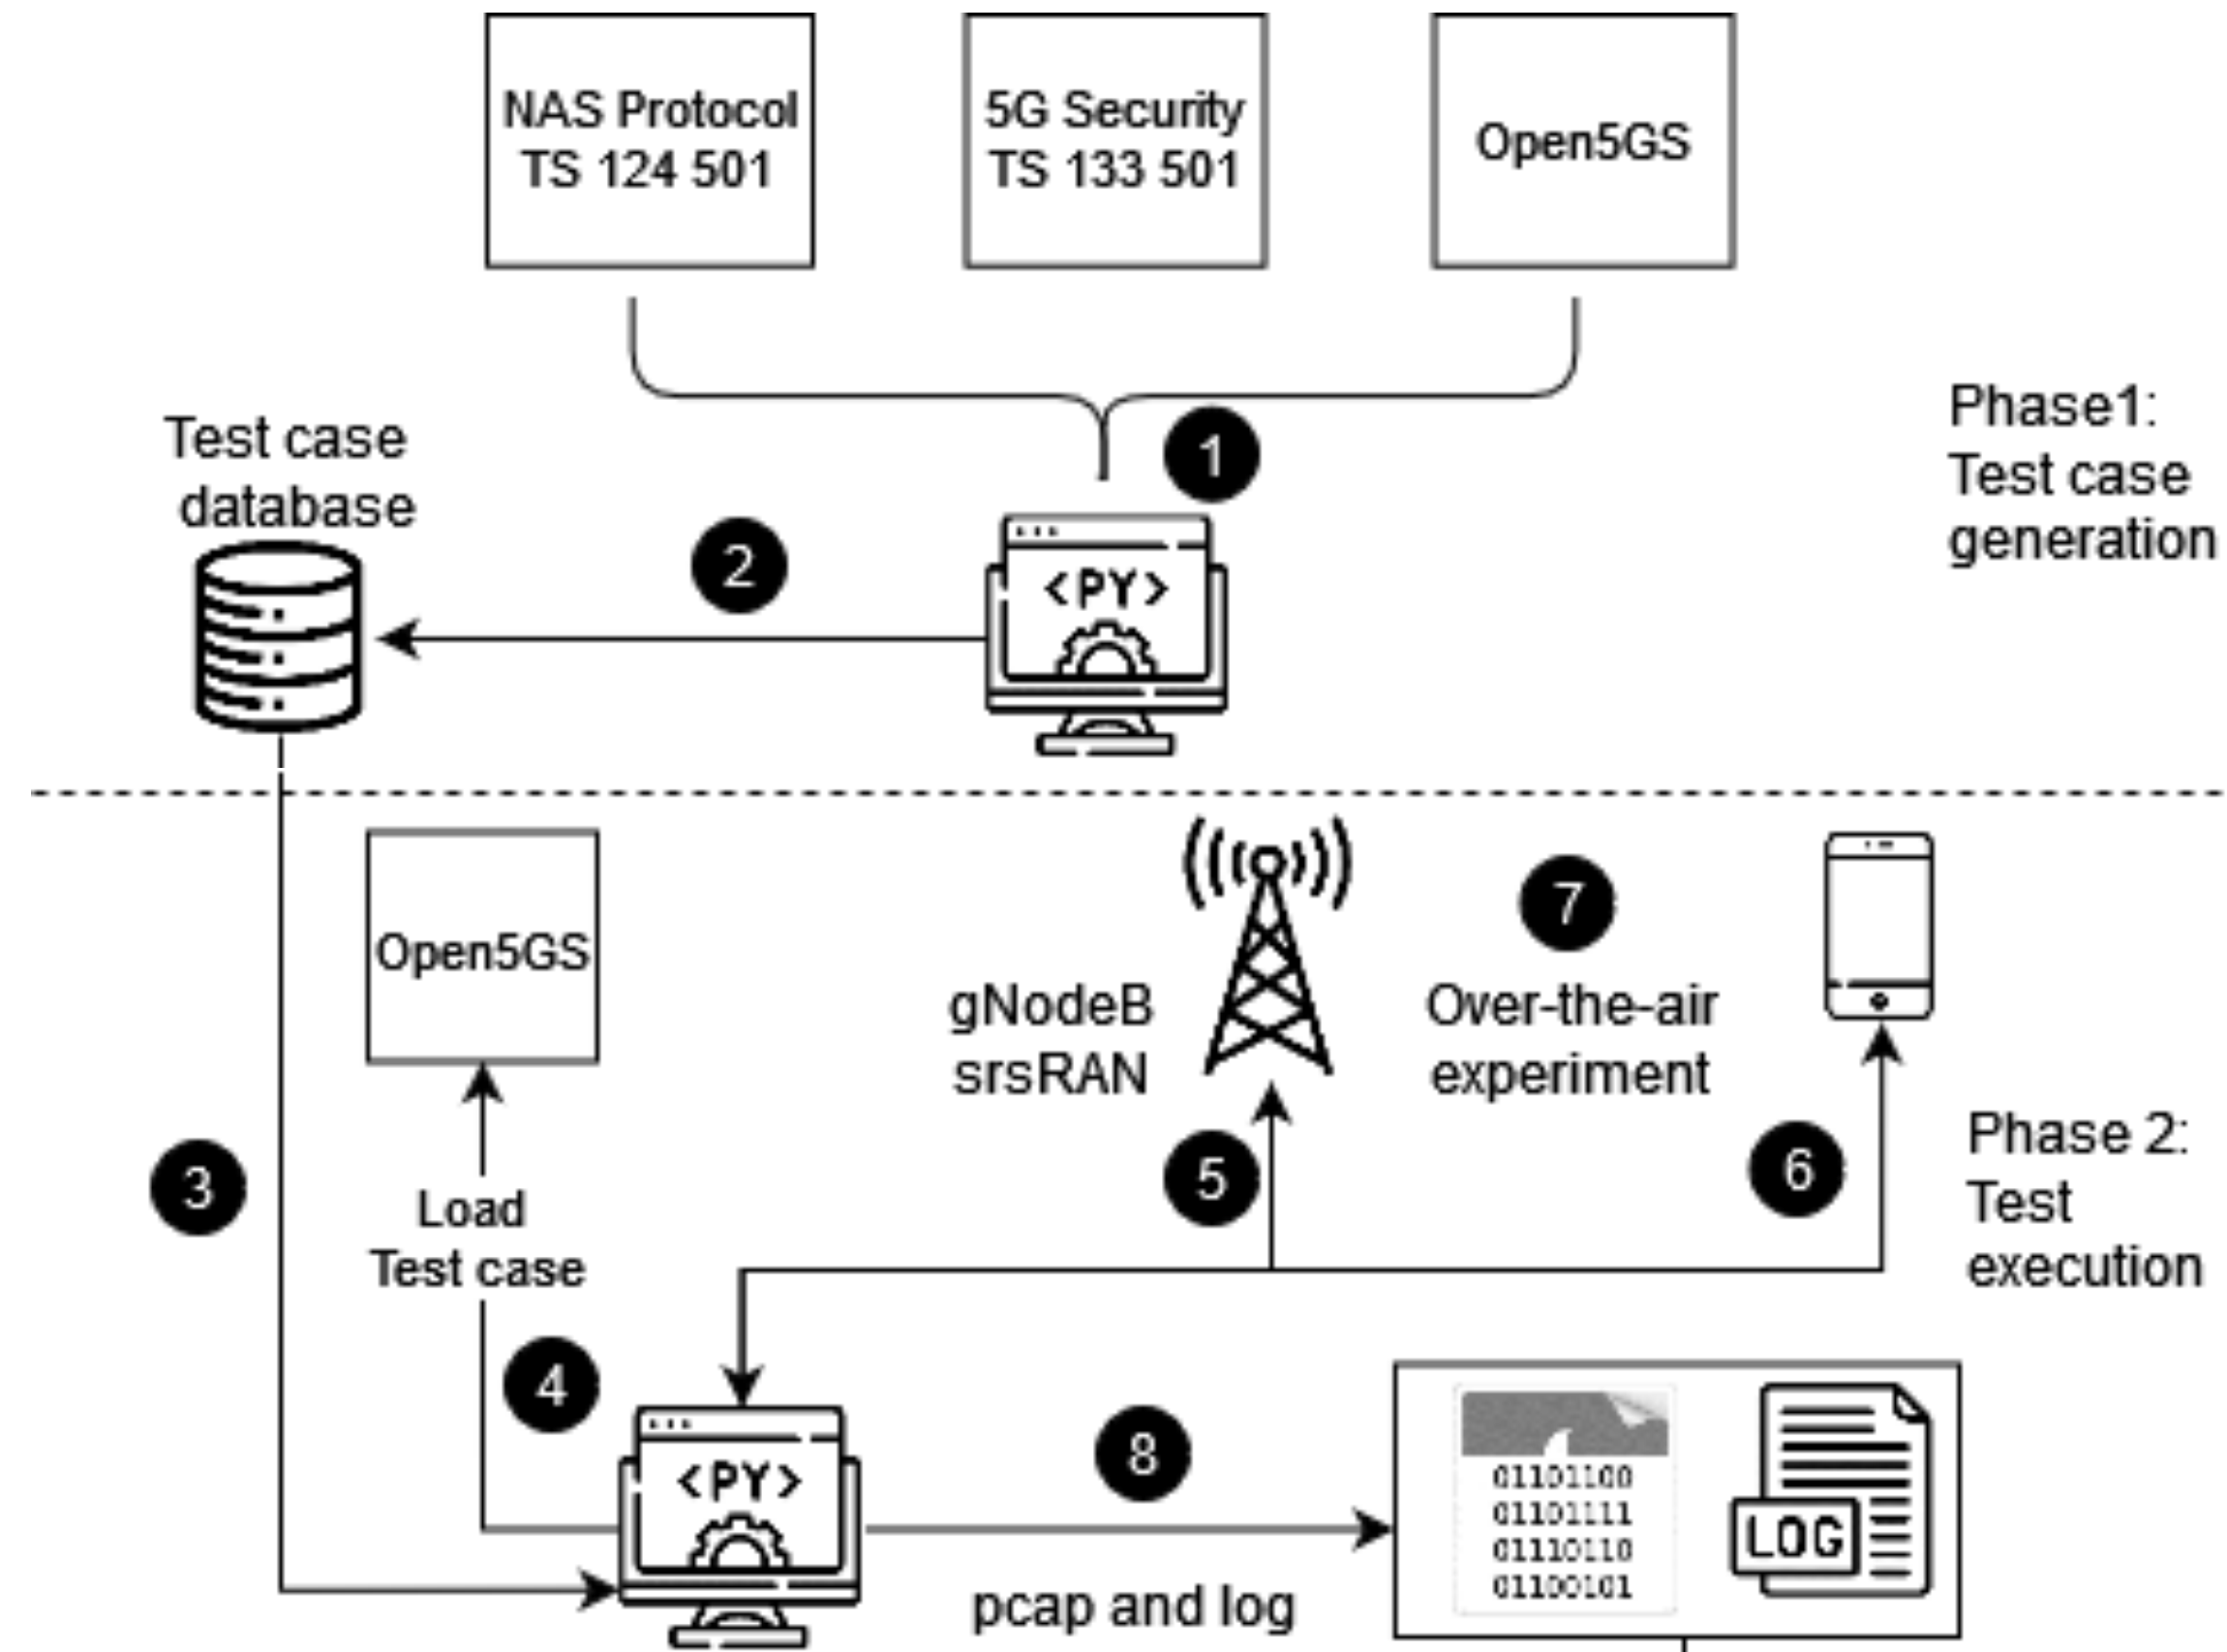 NAS Protocol
TS 124 501
5G Security
TS 133 501
Open5GS
1
Phase1:
Test case
generation
Test case
database
2
<PY>
Open5GS
gNodeB
srsRAN
7
Over-the-air
experiment
3
Load
Test case
4
5
6
Phase 2:
Test
execution
<PY>
8
pcap and log
01101100
01101111
01110110
01100101
LOG